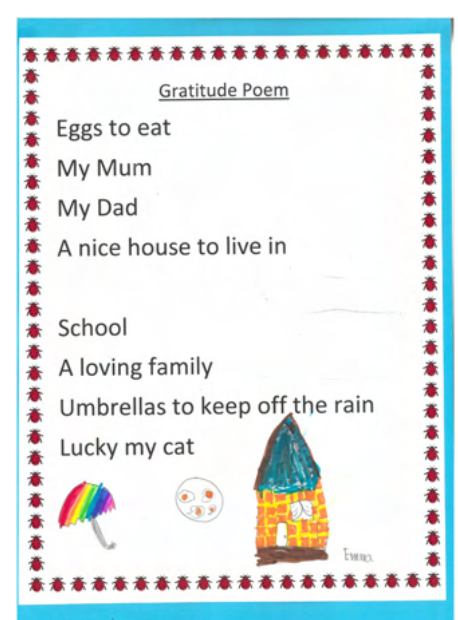 Gratitude Poem
Eggs to eat
My Mum
My Dad
A nice house to live in
School
A loving family
Umbrellas to keep off the rain
Lucky my cat
Emma